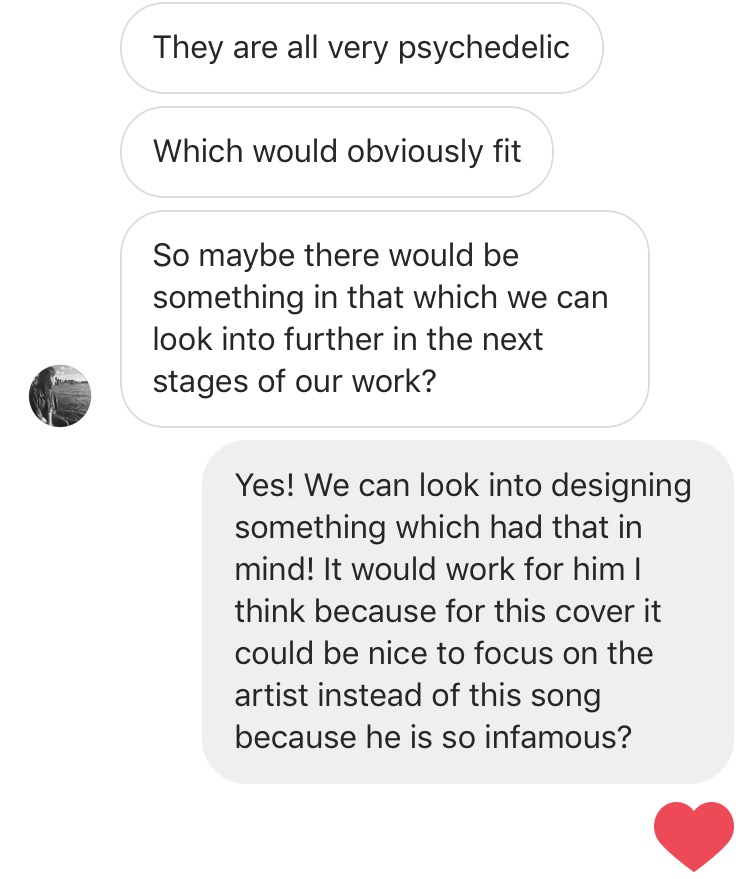 They are all very psychedelic
Which would obviously fit
So maybe there would be
something in that which we can
look into further in the next
stages of our work?
Yes! We can look into designing
something which had that in
mind! It would work for him I
think because for this cover it
could be nice to focus on the
artist instead of this song
because he is so infamous?